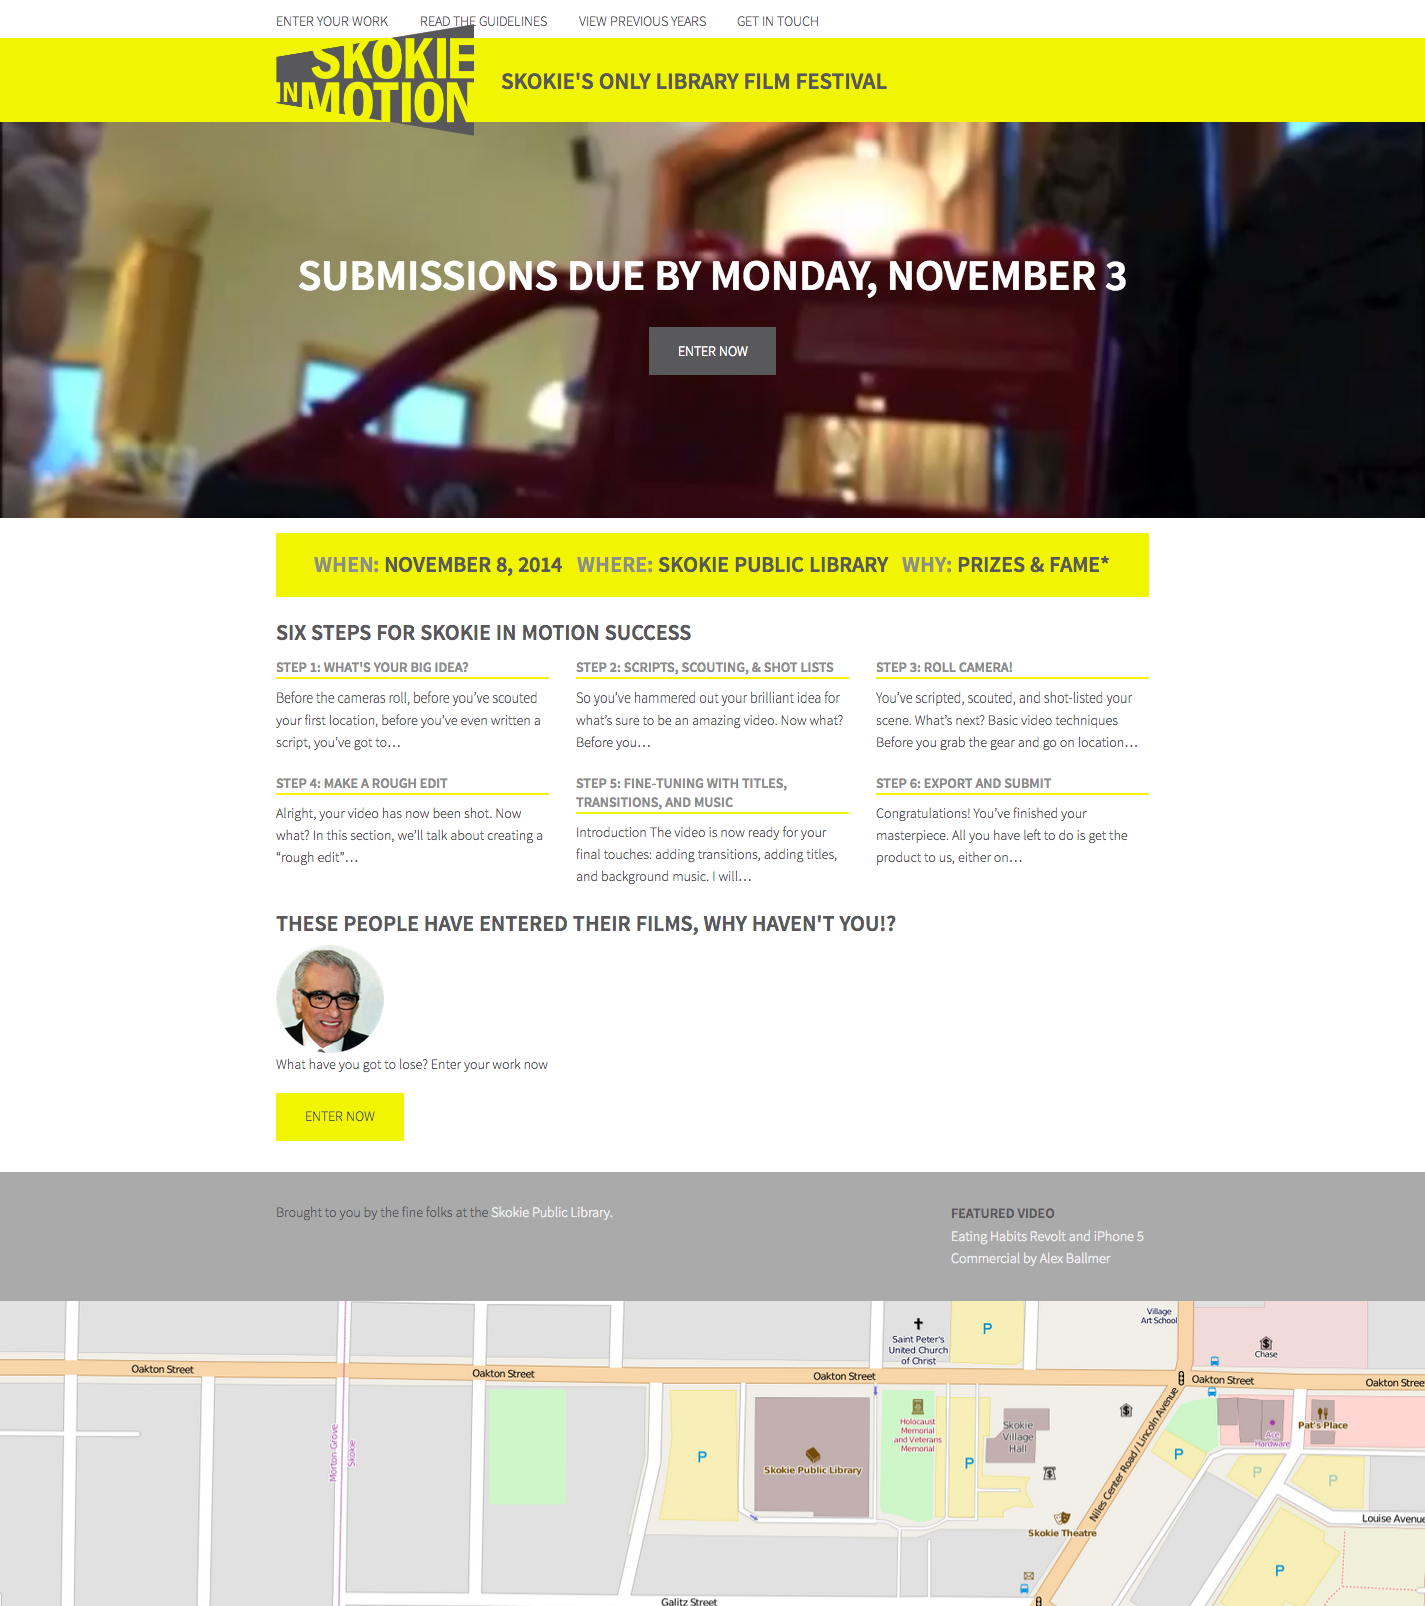 ENTER YOUR WORK READ THE GUIDELINES VIEW PREVIOUS YEARS GET IN TOUCH
SKOKIE
IN MOTION
SKOKIE'S ONLY LIBRARY FILM FESTIVAL
SUBMISSIONS DUE BY MONDAY, NOVEMBER 3
ENTER NOW
WHEN: NOVEMBER 8, 2014 WHERE: SKOKIE PUBLIC LIBRARY WHY: PRIZES & FAME*
SIX STEPS FOR SKOKIE IN MOTION SUCCESS
STEP 1: WHAT'S YOUR BIG IDEA?
Before the cameras roll, before you’ve scouted
your first location, before you’ve even written a
script, you’ve got to…
STEP 2: SCRIPTS, SCOUTING, & SHOT LISTS
So you’ve hammered out your brilliant idea for
what’s sure to be an amazing video. Now what?
Before you…
STEP 3: ROLL CAMERA!
You’ve scripted, scouted, and shot-listed your
scene. What’s next? Basic video techniques
Before you grab the gear and go on location…
STEP 4: MAKE A ROUGH EDIT
Alright, your video has now been shot. Now
what? In this section, we’ll talk about creating a
“rough edit”…
STEP 5: FINE-TUNING WITH TITLES,
TRANSITIONS, AND MUSIC
Introduction The video is now ready for your
final touches: adding transitions, adding titles,
and background music. I will…
STEP 6: EXPORT AND SUBMIT
Congratulations! You’ve finished your
masterpiece. All you have left to do is get the
product to us, either on…
THESE PEOPLE HAVE ENTERED THEIR FILMS, WHY HAVEN'T YOU!?
What have you got to lose? Enter your work now
ENTER NOW
Brought to you by the fine folks at the Skokie Public Library.
FEATURED VIDEO
Eating Habits Revolt and iPhone 5
Commercial by Alex Ballmer
Village
Art School
Saint Peter's
United Church
of Christ
P
Chase
Oakton Street
Oakton Street
Oakton Street
Oakton Street
Oakton Stree
Morton Grove
Skokie
P
Skokie Public Library
Holocaust
Memorial
and Veterans
Memorial
P
Skokie
Village
Hall
Niles Center Road / Lincoln Avenue
P
Ace
Hardware
Pat's Place
P
P
Skokie Theatre
Louise Avenue
P
Galitz Street